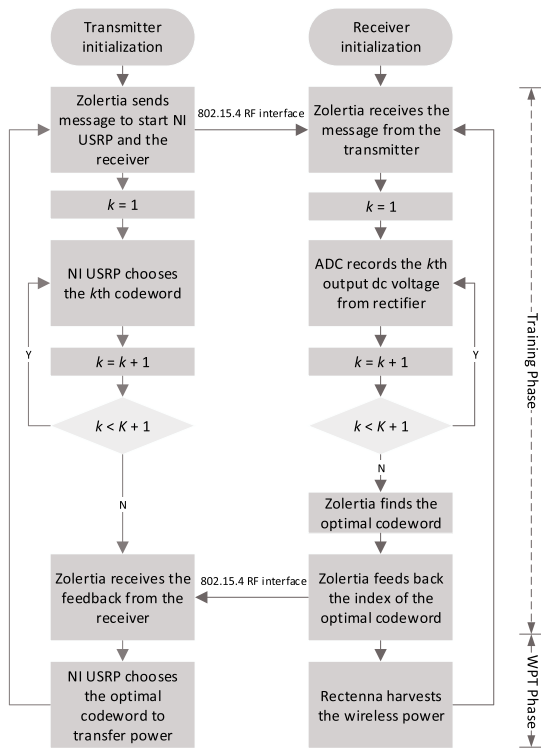 Transmitter
initialization
Receiver
initialization
Zolertia sends
message to start NI
USRP and the
receiver
802.15.4 RF interface
Zolertia receives the
message from the
transmitter
k = 1
k = 1
NI USRP chooses
the kth codeword
ADC records the kth
output dc voltage
from rectifier
Y
k = k + 1
k = k + 1
Y
k < K + 1
k < K + 1
N
N
Zolertia finds the
optimal codeword
Zolertia receives the
feedback from the
receiver
802.15.4 RF interface
Zolertia feeds back
the index of the
optimal codeword
NI USRP chooses
the optimal
codeword to
transfer power
Rectenna harvests
the wireless power
Training Phase
WPT Phase